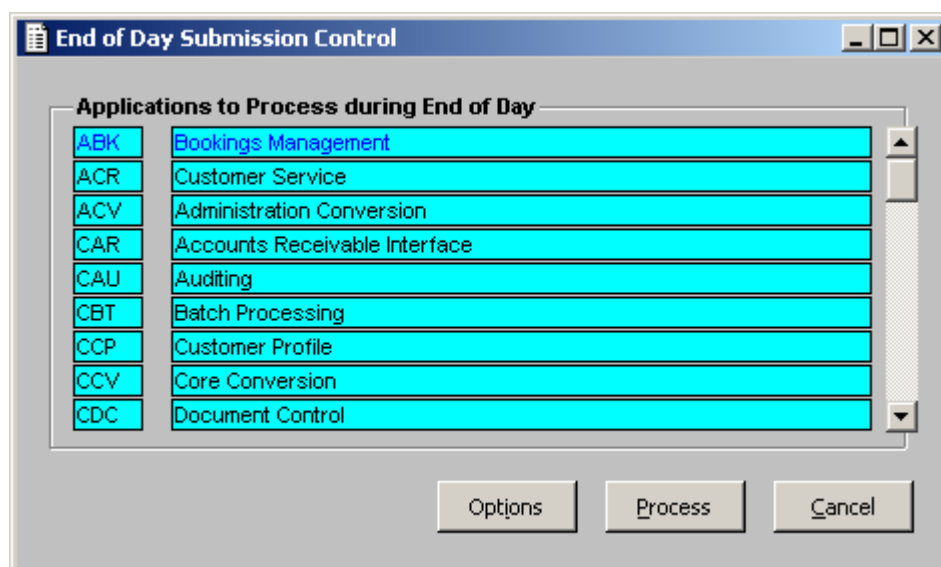 End of Day Submission Control
Applications to Process during End of Day
ABK Bookings Management
ACR Customer Service
ACV Administration Conversion
CAR Accounts Receivable Interface
CAU Auditing
CBT Batch Processing
CCP Customer Profile
CCV Core Conversion
CDC Document Control
Options Process Cancel